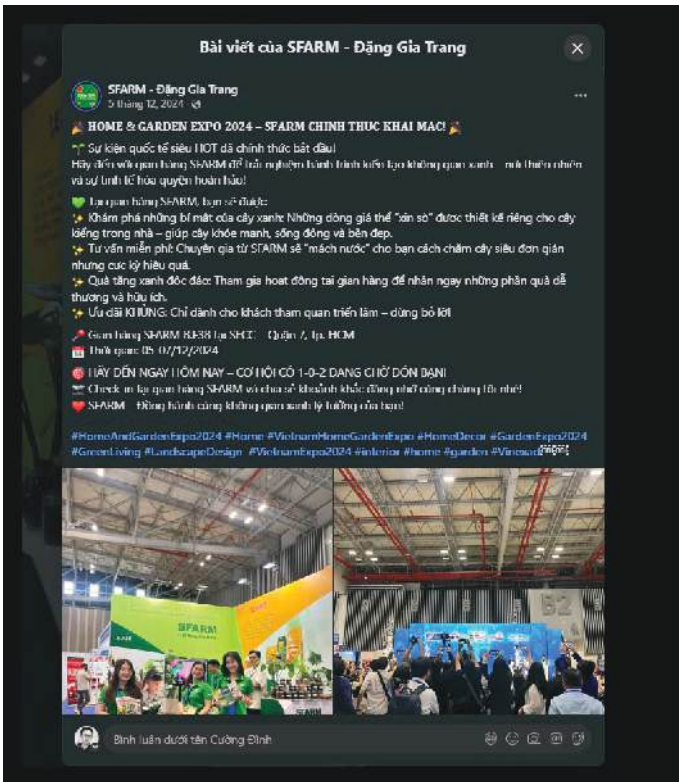 Bài viết của SFARM - Đặng Gia Trang
SFARM - Đặng Gia Trang
5 tháng 12, 2024
HOME & GARDEN EXPO 2024 – SFARM CHÍNH THỨC KHAI MẠC!
Sự kiện quốc tế siêu HOT đã chính thức bắt đầu!
Hãy đến với gian hàng SFARM để trải nghiệm hành trình kiến tạo không gian xanh – nơi thiên nhiên
và sự tinh tế hòa quyện hoàn hảo!
Tại gian hàng SFARM, bạn sẽ được:
Khám phá những bí mật của cây xanh: Những dòng giá thể "xịn sò" được thiết kế riêng cho cây
kiểng trong nhà – giúp cây khỏe mạnh, sống động và bền đẹp.
Tư vấn miễn phí: Chuyên gia từ SFARM sẽ "mách nước" cho bạn cách chăm cây siêu đơn giản
nhưng cực kỳ hiệu quả.
Quà tặng xanh độc đáo: Tham gia hoạt động tại gian hàng để nhận ngay những phần quà dễ
thương và hữu ích.
Ưu đãi KHỦNG: Chỉ dành cho khách tham quan triển lãm – đừng bỏ lỡ!
Gian hàng SFARM tại SECC – Quận 7, Tp. HCM
Thời gian: 05-07/12/2024
HÃY ĐẾN NGAY HÔM NAY – CƠ HỘI CÓ 1-0-2 ĐANG CHỜ ĐÓN BẠN!
Check in tại gian hàng SFARM và chia sẻ khoảnh khắc đáng nhớ cùng chúng tôi nhé!
SFARM – Đồng hành cùng không gian xanh lý tưởng của bạn!
#HomeAndGardenExpo2024 #Home #VietnamHomeGardenExpo #HomeDecor #GardenExpo2024
#GreenLiving #LandscapeDesign #VietnamExpo2024 #interior #home #garden #Vinexad
SFARM
SFARM
B2
Bình luận dưới tên Cường Đình